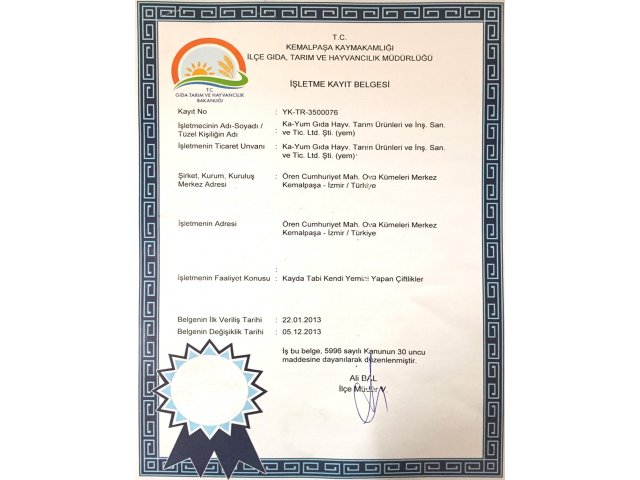 T.C.
KEMALPAŞA KAYMAKAMLIĞI
İLÇE GIDA, TARIM VE HAYVANCILIK MÜDÜRLÜĞÜ
T.C.
GIDA TARIM VE HAYVANCILIK
BAKANLIĞI
İŞLETME KAYIT BELGESİ
Kayıt No : YK-TR-3500076
İşletmecinin Adı-Soyadı / Tüzel Kişiliğin Adı : Ka-Yum Gıda Hayv. Tarım Ürünleri ve İnş. San.
ve Tic. Ltd. Şti. (yem)
İşletmenin Ticaret Unvanı : Ka-Yum Gıda Hayv. Tarım Ürünleri ve İnş. San.
ve Tic. Ltd. Şti. (yem)
Şirket, Kurum, Kuruluş Merkez Adresi : Ören Cumhuriyet Mah. Ova Kümeleri Merkez
Kemalpaşa - İzmir / Türkiye
İşletmenin Adresi : Ören Cumhuriyet Mah. Ova Kümeleri Merkez
Kemalpaşa - İzmir / Türkiye
:
İşletmenin Faaliyet Konusu : Kayda Tabi Kendi Yemini Yapan Çiftlikler
Belgenin İlk Veriliş Tarihi : 22.01.2013
Belgenin Değişiklik Tarihi : 05.12.2013
İş bu belge, 5996 sayılı Kanunun 30 uncu
maddesine dayanılarak düzenlenmiştir.
Ali BAL
İlçe Müdür V.